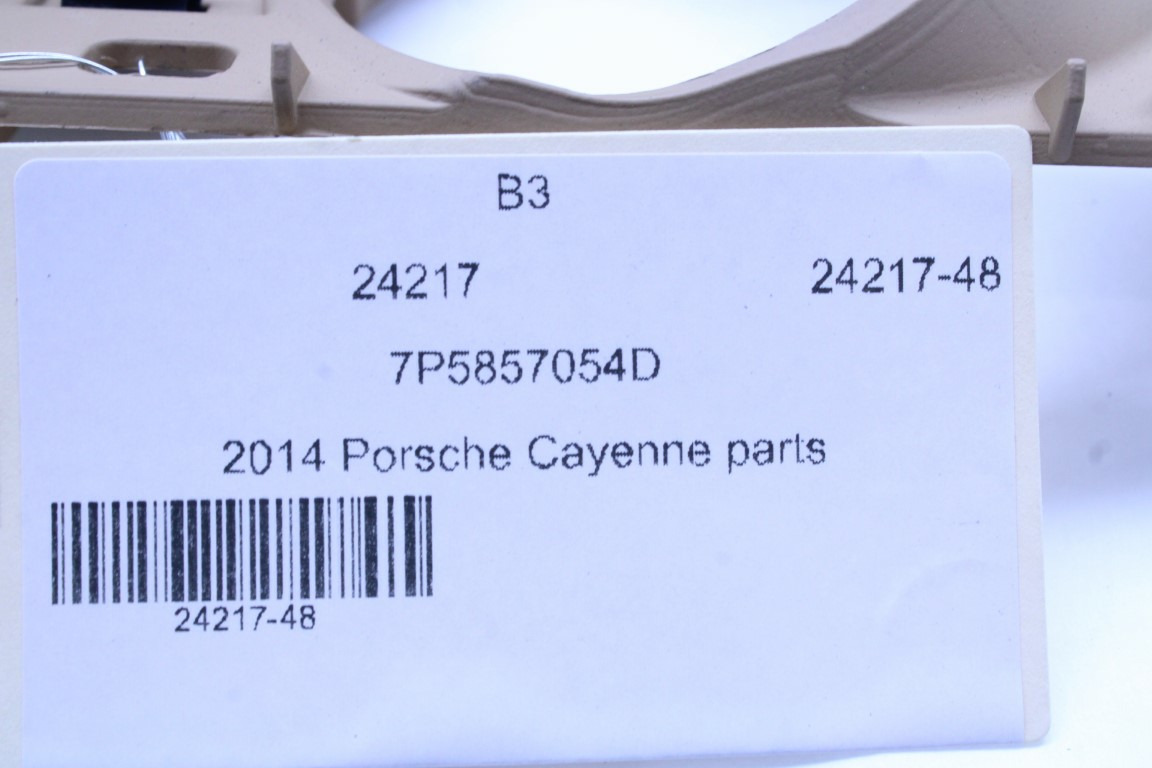 B3
24217 24217-48
7P5857054D
2014 Porsche Cayenne parts
24217-48